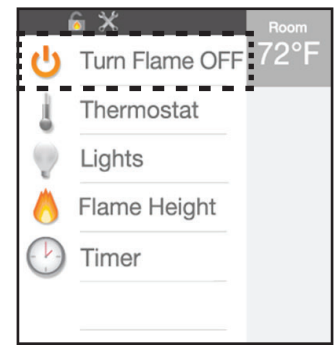 Room
72°F
Turn Flame OFF
Thermostat
Lights
Flame Height
Timer